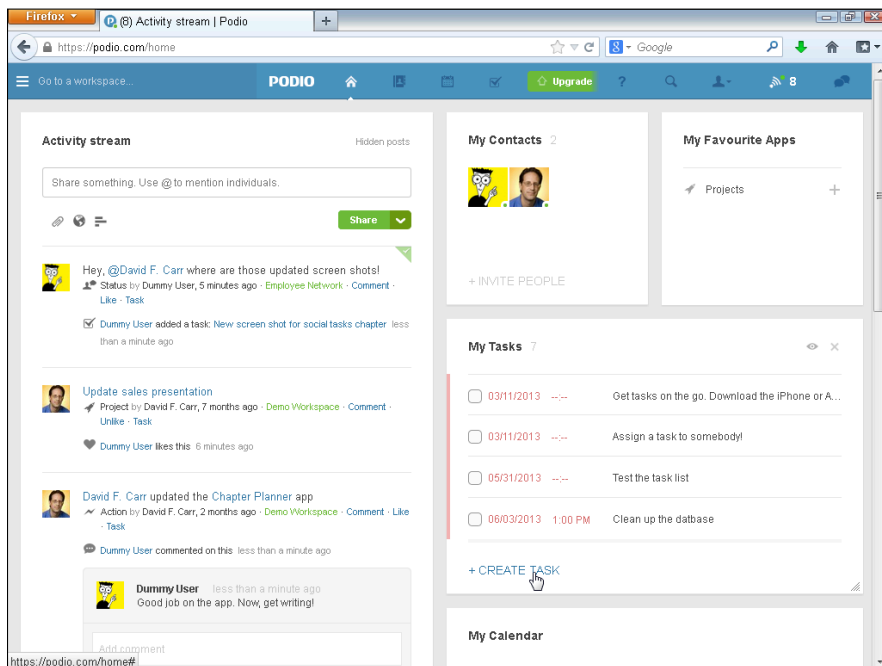 Firefox
(8) Activity stream | Podio
+
https://podio.com/home
Google
Go to a workspace...
PODIO
Upgrade
?
8
Activity stream
Hidden posts
Share something. Use @ to mention individuals.
Share
Hey, @David F. Carr where are those updated screen shots!
Status by Dummy User, 5 minutes ago · Employee Network · Comment ·
Like · Task
Dummy User added a task: New screen shot for social tasks chapter less
than a minute ago
Update sales presentation
Project by David F. Carr, 7 months ago · Demo Workspace · Comment ·
Unlike · Task
Dummy User likes this 6 minutes ago
David F. Carr updated the Chapter Planner app
Action by David F. Carr, 2 months ago · Demo Workspace · Comment · Like
· Task
Dummy User commented on this less than a minute ago
Dummy User less than a minute ago
Good job on the app. Now, get writing!
Add comment
https://podio.com/home#
My Contacts 2
+ INVITE PEOPLE
My Favourite Apps
Projects +
My Tasks 7
03/11/2013 --:-- Get tasks on the go. Download the iPhone or A...
03/11/2013 --:-- Assign a task to somebody!
05/31/2013 --:-- Test the task list
06/03/2013 1:00 PM Clean up the datbase
+ CREATE TASK
My Calendar